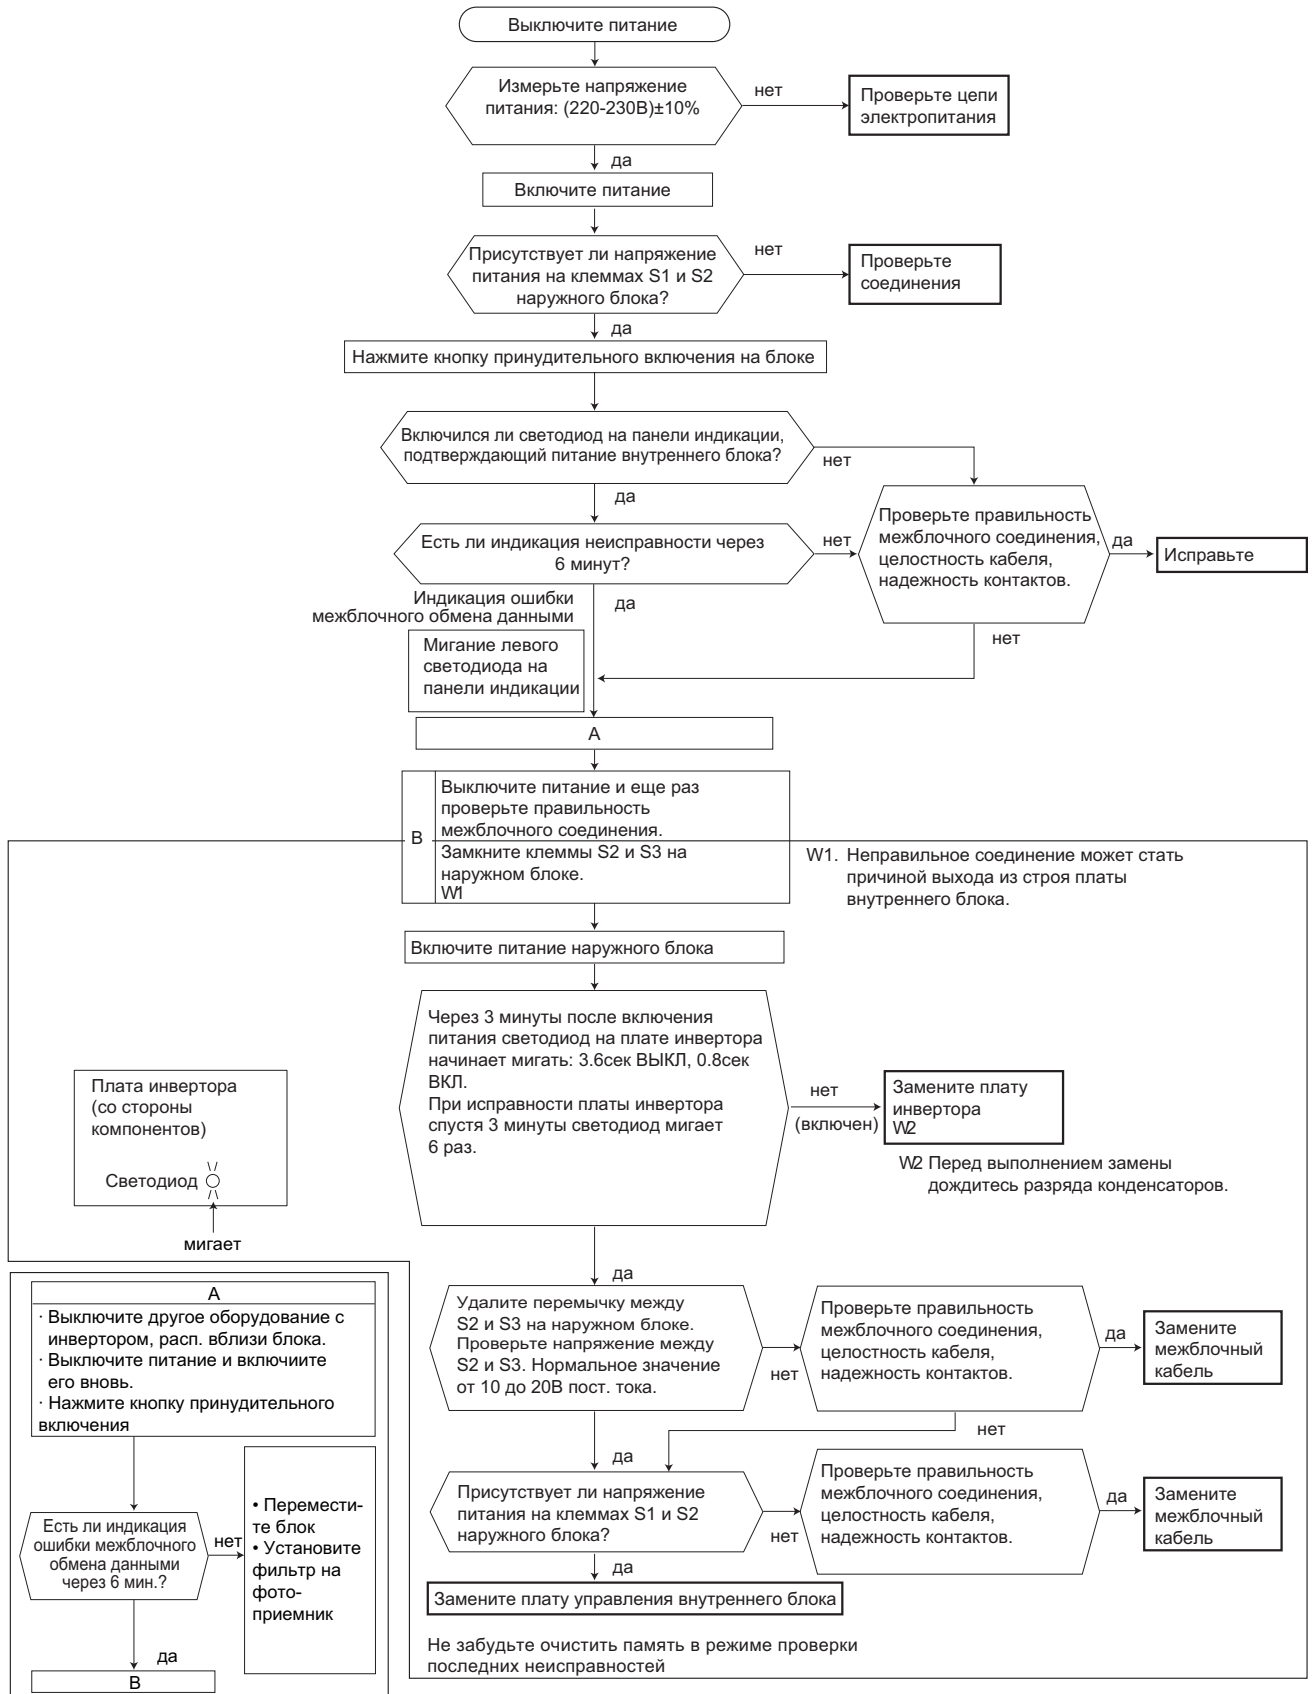 Выключите питание
Измерьте напряжение
питания: (220-230В)±10%
нет
Проверьте цепи
электропитания
да
Включите питание
Присутствует ли напряжение
питания на клеммах S1 и S2
наружного блока?
нет
Проверьте
соединения
да
Нажмите кнопку принудительного включения на блоке
Включился ли светодиод на панели индикации,
подтверждающий питание внутреннего блока?
нет
да
Есть ли индикация неисправности через
6 минут?
нет
Проверьте правильность
межблочного соединения,
целостность кабеля,
надежность контактов.
да
Исправьте
Индикация ошибки
межблочного обмена данными
да
нет
Мигание левого
светодиода на
панели индикации
А
В
Выключите питание и еще раз
проверьте правильность
межблочного соединения.
Замкните клеммы S2 и S3 на
наружном блоке.
W1
W1. Неправильное соединение может стать
причиной выхода из строя платы
внутреннего блока.
Включите питание наружного блока
Через 3 минуты после включения
питания светодиод на плате инвертора
начинает мигать: 3.6сек ВЫКЛ, 0.8сек
ВКЛ.
При исправности платы инвертора
спустя 3 минуты светодиод мигает
6 раз.
нет
(включен)
Замените плату
инвертора
W2
W2 Перед выполнением замены
дождитесь разряда конденсаторов.
Плата инвертора
(со стороны
компонентов)
Светодиод
мигает
да
Удалите перемычку между
S2 и S3 на наружном блоке.
Проверьте напряжение между
S2 и S3. Нормальное значение
от 10 до 20В пост. тока.
нет
Проверьте правильность
межблочного соединения,
целостность кабеля,
надежность контактов.
да
Замените
межблочный
кабель
нет
да
Присутствует ли напряжение
питания на клеммах S1 и S2
наружного блока?
нет
Проверьте правильность
межблочного соединения,
целостность кабеля,
надежность контактов.
да
Замените
межблочный
кабель
да
Замените плату управления внутреннего блока
Не забудьте очистить память в режиме проверки
последних неисправностей
А
· Выключите другое оборудование с
инвертором, расп. вблизи блока.
· Выключите питание и включиите
его вновь.
· Нажмите кнопку принудительного
включения
Есть ли индикация
ошибки межблочного
обмена данными
через 6 мин.?
нет
• Перемести-
те блок
• Установите
фильтр на
фото-
приемник
да
В